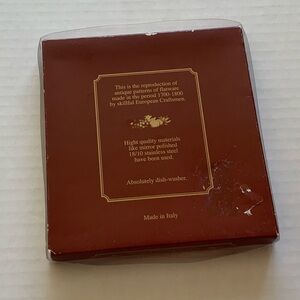 This is the reproduction of
antique patterns of flatware
made in the period 1700-1800
by skillful European Craftsmen.
Hight quality materials
like mirror polished
18/10 stainless steel
have bont used.
Absolutely dish-washer.
Made in Italy